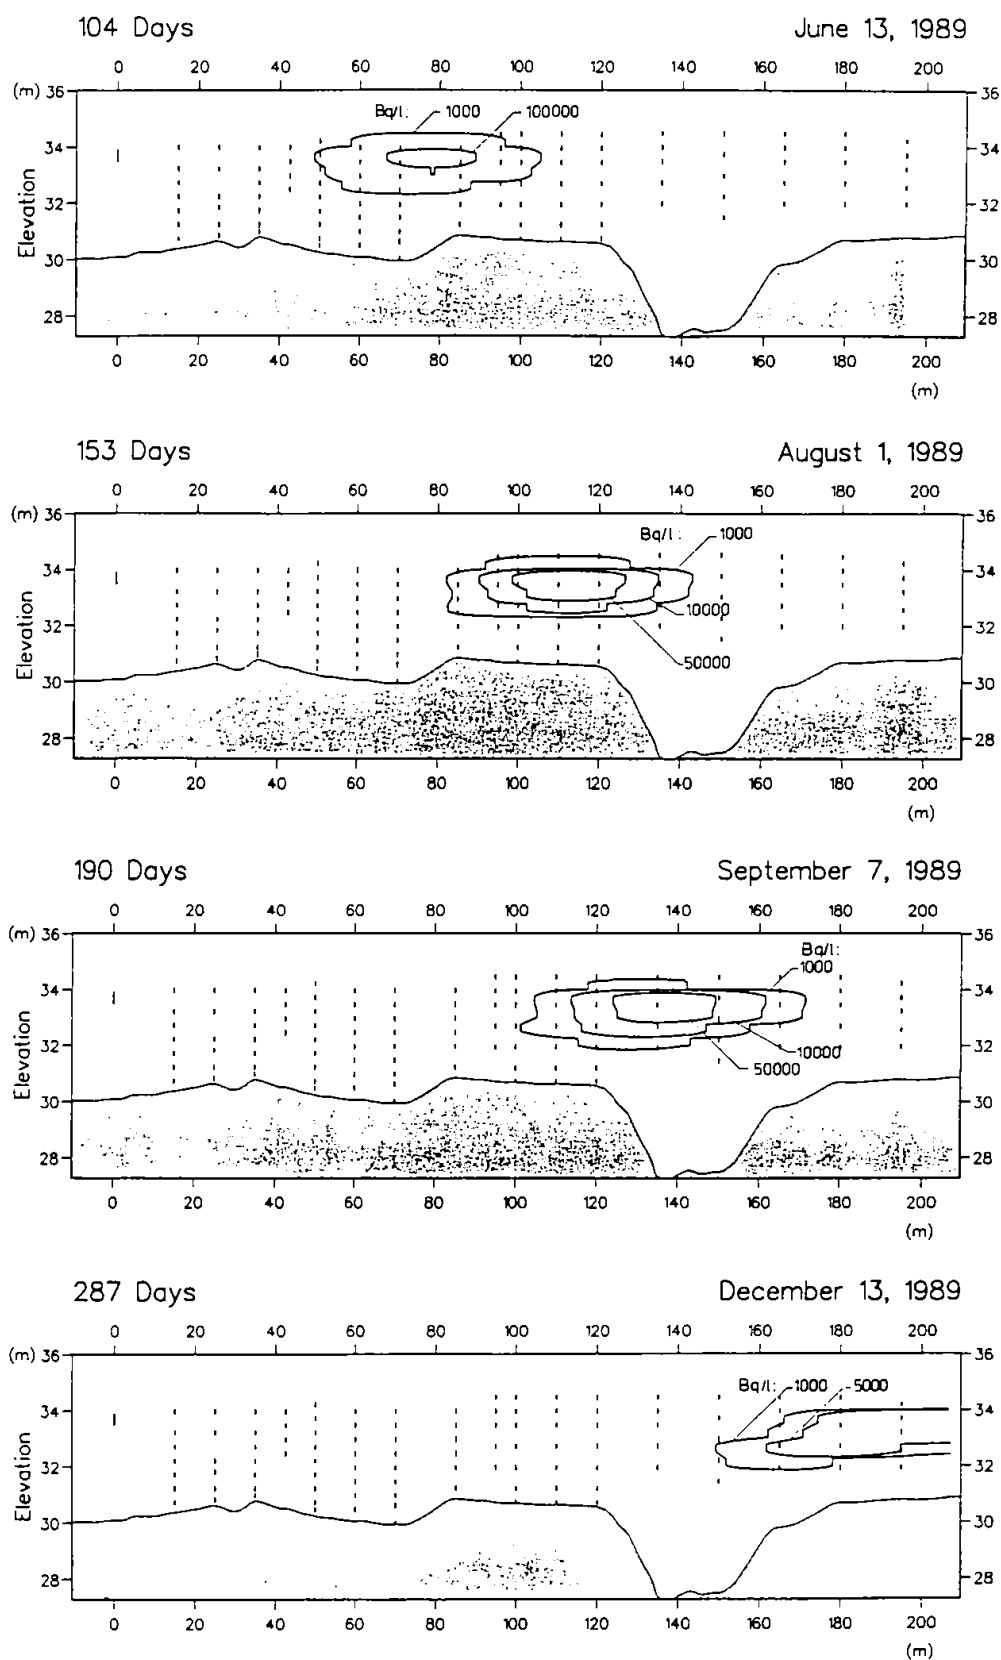 104 Days June 13, 1989
0 20 40 60 80 100 120 140 160 180 200
(m) 36 36
Bq/l: 1000 100000
34 34
32 32
30 30
28 28
Elevation
0 20 40 60 80 100 120 140 160 180 200
(m)
153 Days August 1, 1989
0 20 40 60 80 100 120 140 160 180 200
(m) 36 36
Bq/l: 1000
34 34
10000
32 32
50000
30 30
28 28
Elevation
0 20 40 60 80 100 120 140 160 180 200
(m)
190 Days September 7, 1989
0 20 40 60 80 100 120 140 160 180 200
(m) 36 36
Bq/l:
1000
34 34
32 32
10000
50000
30 30
28 28
Elevation
0 20 40 60 80 100 120 140 160 180 200
(m)
287 Days December 13, 1989
0 20 40 60 80 100 120 140 160 180 200
(m) 36 36
Bq/l: 1000 5000
34 34
32 32
30 30
28 28
Elevation
0 20 40 60 80 100 120 140 160 180 200
(m)